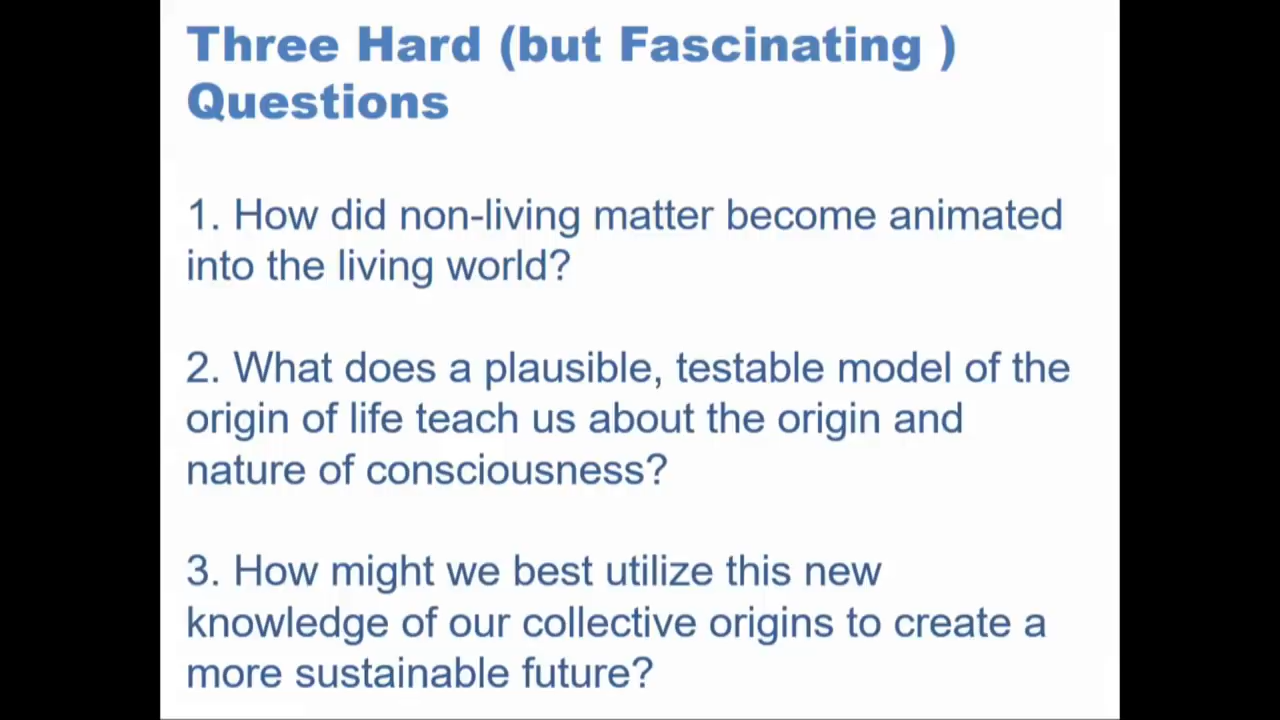 Three Hard (but Fascinating )
Questions
1. How did non-living matter become animated
into the living world?
2. What does a plausible, testable model of the
origin of life teach us about the origin and
nature of consciousness?
3. How might we best utilize this new
knowledge of our collective origins to create a
more sustainable future?